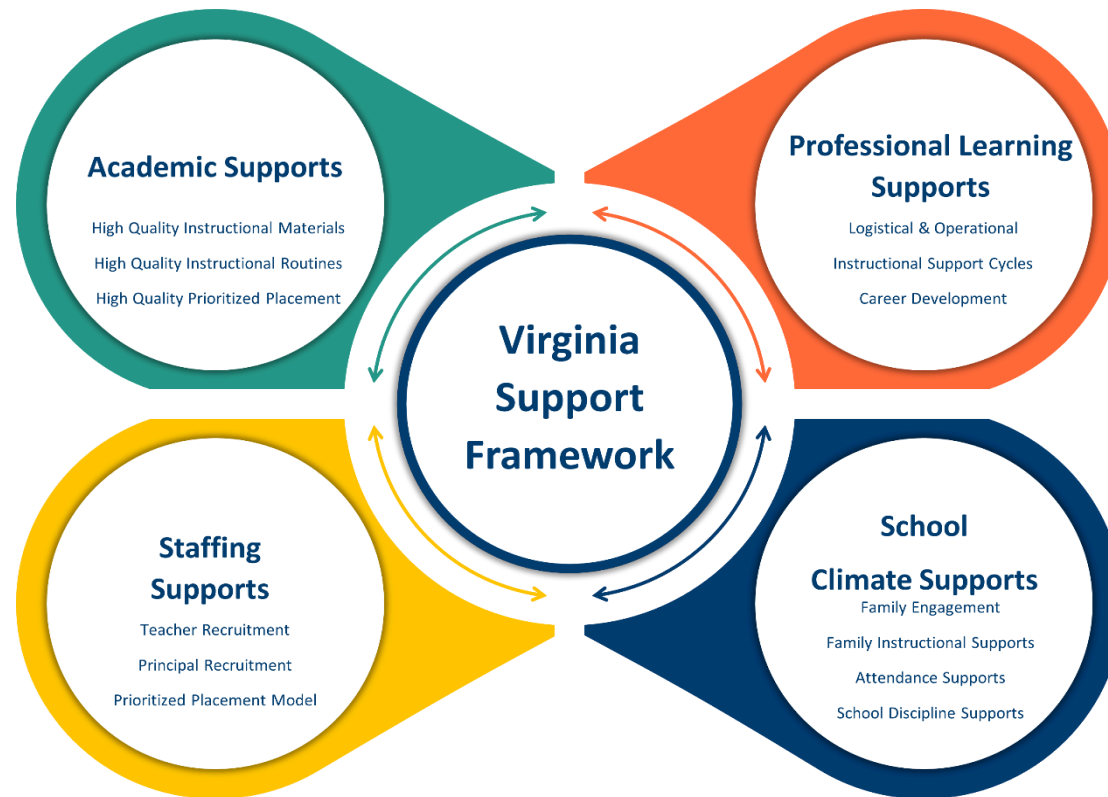 Academic Supports
High Quality Instructional Materials
High Quality Instructional Routines
High Quality Prioritized Placement
Professional Learning
Supports
Logistical & Operational
Instructional Support Cycles
Career Development
Virginia
Support
Framework
Staffing
Supports
Teacher Recruitment
Principal Recruitment
Prioritized Placement Model
School
Climate Supports
Family Engagement
Family Instructional Supports
Attendance Supports
School Discipline Supports